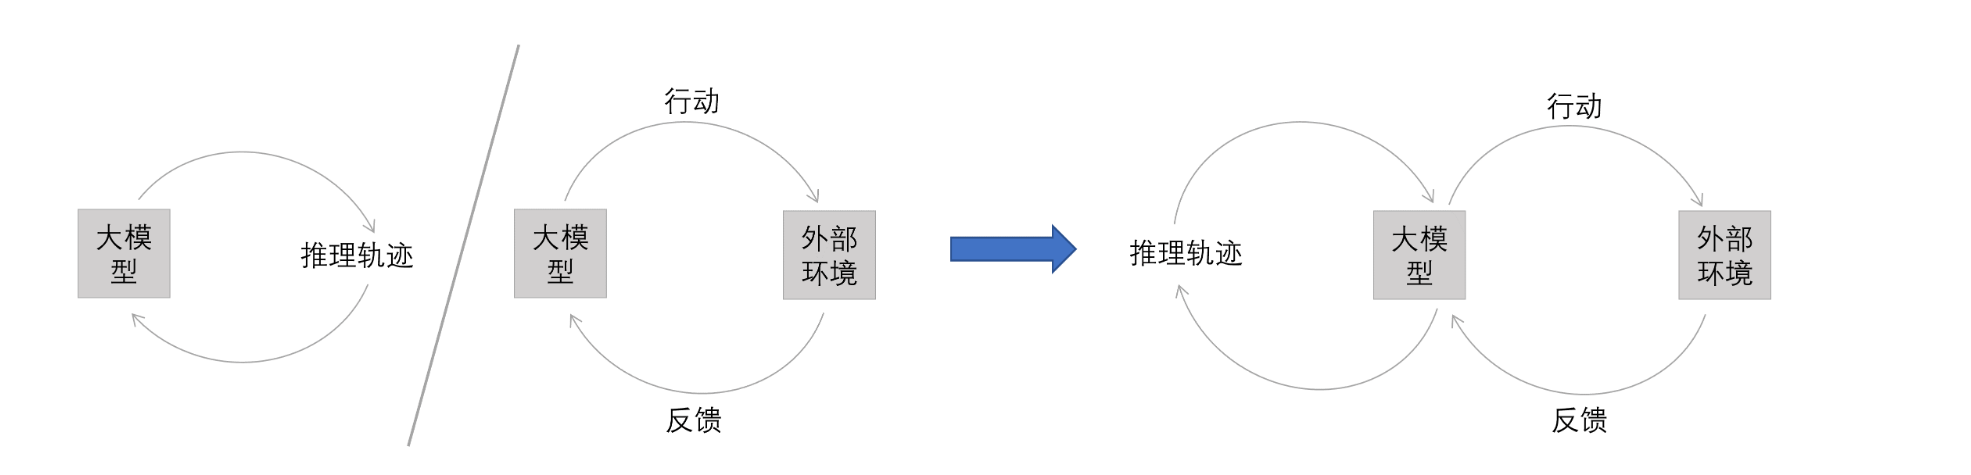 大模
型
推理轨迹
行动
大模
型
外部
环境
反馈
推理轨迹
大模
型
行动
外部
环境
反馈